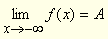 lim f(x) = A
x→−∞